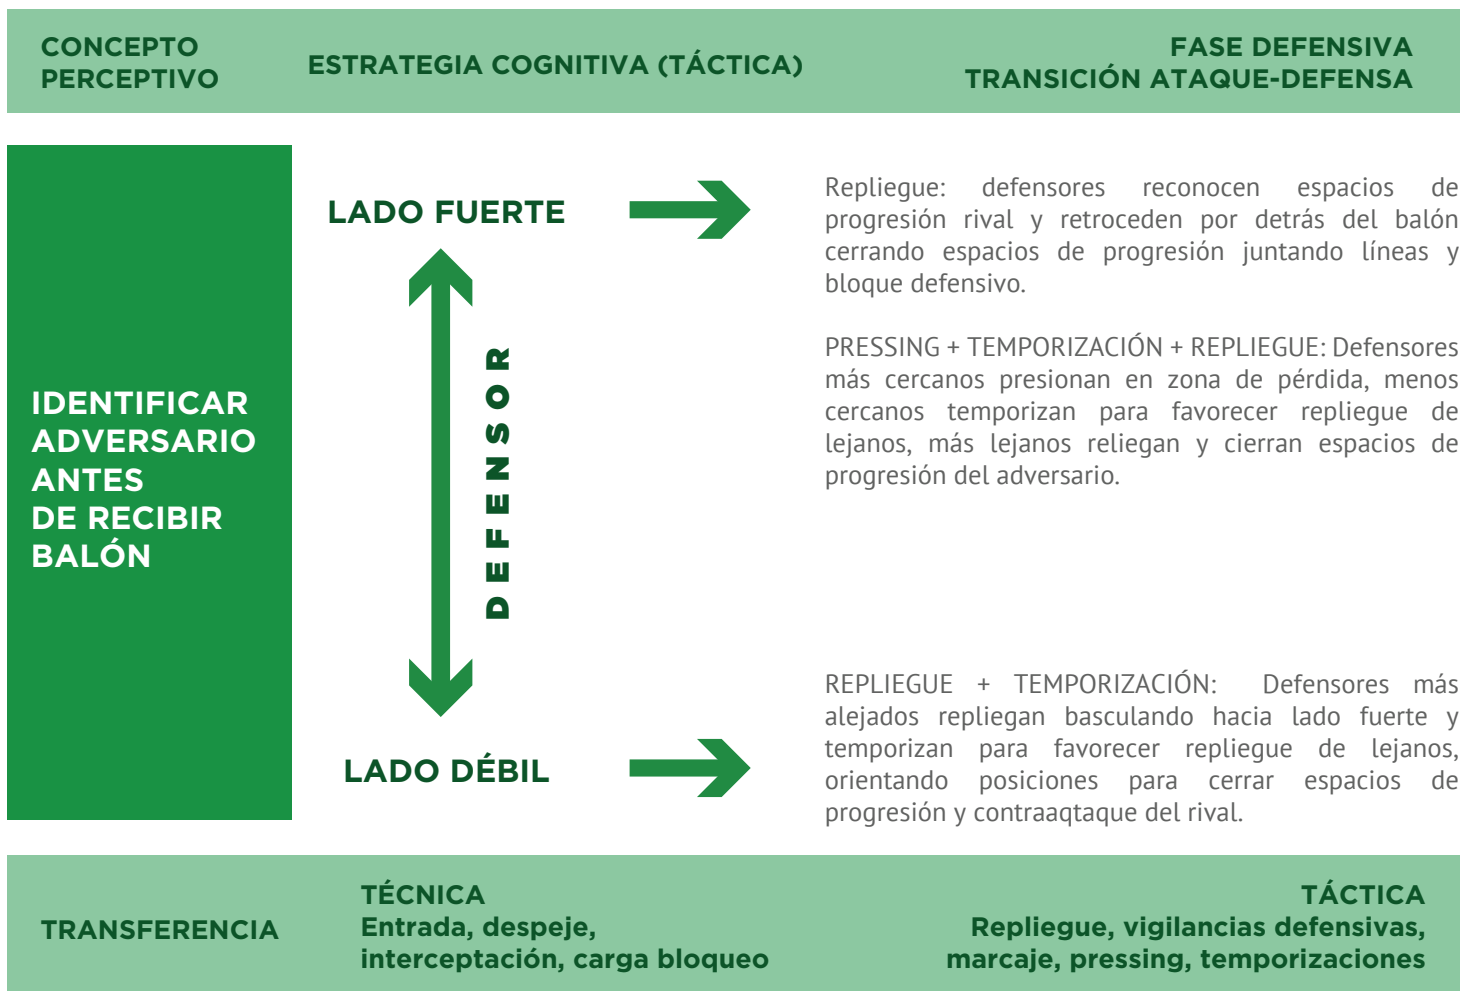 CONCEPTO
PERCEPTIVO
ESTRATEGIA COGNITIVA (TÁCTICA)
FASE DEFENSIVA
TRANSICIÓN ATAQUE-DEFENSA
IDENTIFICAR
ADVERSARIO
ANTES
DE RECIBIR
BALÓN
LADO FUERTE
DEFENSOR
LADO DÉBIL
Repliegue: defensores reconocen espacios de
progresión rival y retroceden por detrás del balón
cerrando espacios de progresión juntando líneas y
bloque defensivo.
PRESSING + TEMPORIZACIÓN + REPLIEGUE: Defensores
más cercanos presionan en zona de pérdida, menos
cercanos temporizan para favorecer repliegue de
lejanos, más lejanos reliegan y cierran espacios de
progresión del adversario.
REPLIEGUE + TEMPORIZACIÓN: Defensores más
alejados repliegan basculando hacia lado fuerte y
temporizan para favorecer repliegue de lejanos,
orientando posiciones para cerrar espacios de
progresión y contraaqtaque del rival.
TRANSFERENCIA
TÉCNICA
Entrada, despeje,
interceptación, carga bloqueo
TÁCTICA
Repliegue, vigilancias defensivas,
marcaje, pressing, temporizaciones